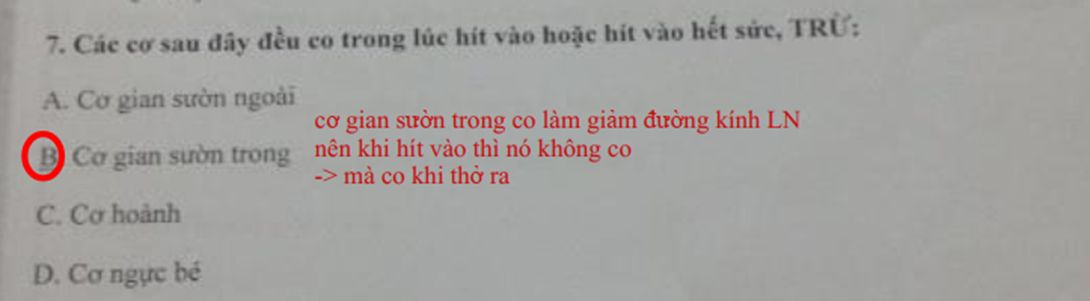 7. Các cơ sau đây đều co trong lúc hít vào hoặc hít vào hết sức, TRỪ:
A. Cơ gian sườn ngoài
cơ gian sườn trong co làm giảm đường kính LN
B. Cơ gian sườn trong
nên khi hít vào thì nó không co
-> mà co khi thở ra
C. Cơ hoành
D. Cơ ngực bé